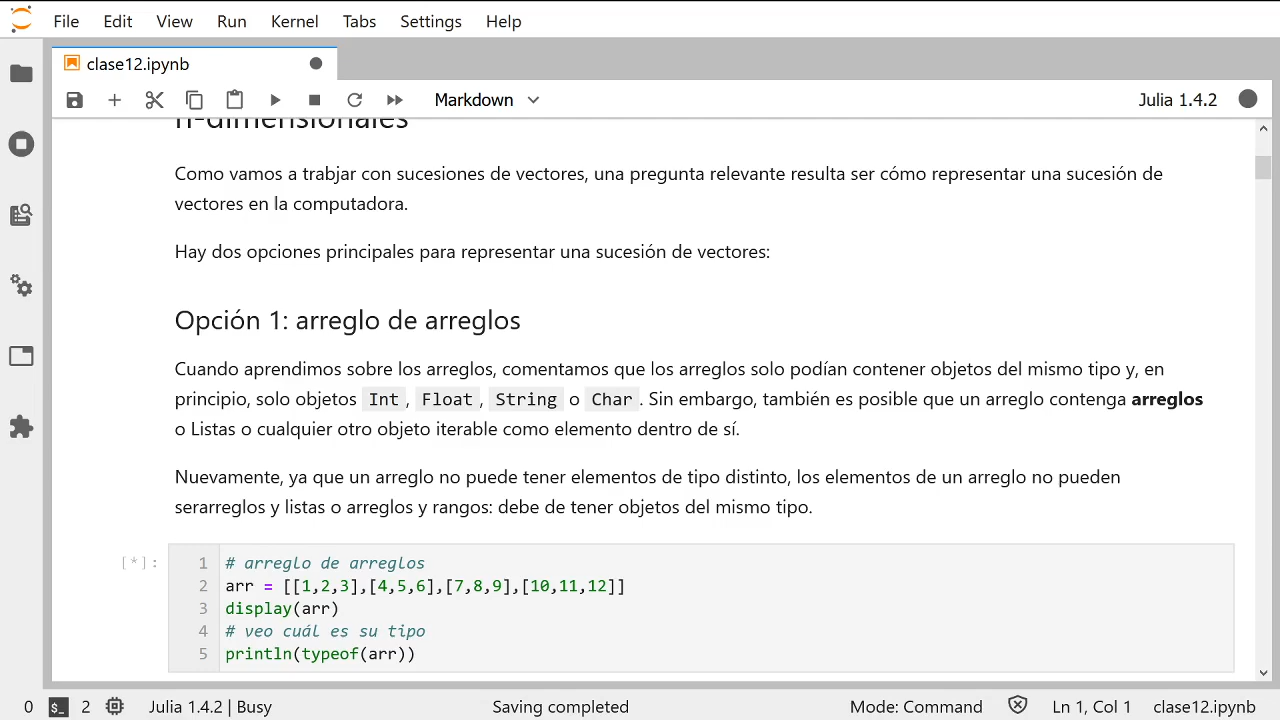 File Edit View Run Kernel Tabs Settings Help
clase12.ipynb
Markdown
Julia 1.4.2
n-dimensionales
Como vamos a trabjar con sucesiones de vectores, una pregunta relevante resulta ser cómo representar una sucesión de
vectores en la computadora.
Hay dos opciones principales para representar una sucesión de vectores:
Opción 1: arreglo de arreglos
Cuando aprendimos sobre los arreglos, comentamos que los arreglos solo podían contener objetos del mismo tipo y, en
principio, solo objetos Int, Float, String o Char. Sin embargo, también es posible que un arreglo contenga arreglos
o Listas o cualquier otro objeto iterable como elemento dentro de sí.
Nuevamente, ya que un arreglo no puede tener elementos de tipo distinto, los elementos de un arreglo no pueden
serarreglos y listas o arreglos y rangos: debe de tener objetos del mismo tipo.
[*]:
1 # arreglo de arreglos
2 arr = [[1,2,3],[4,5,6],[7,8,9],[10,11,12]]
3 display(arr)
4 # veo cuál es su tipo
5 println(typeof(arr))
0 $_ 2 Julia 1.4.2 | Busy Saving completed Mode: Command Ln 1, Col 1 clase12.ipynb